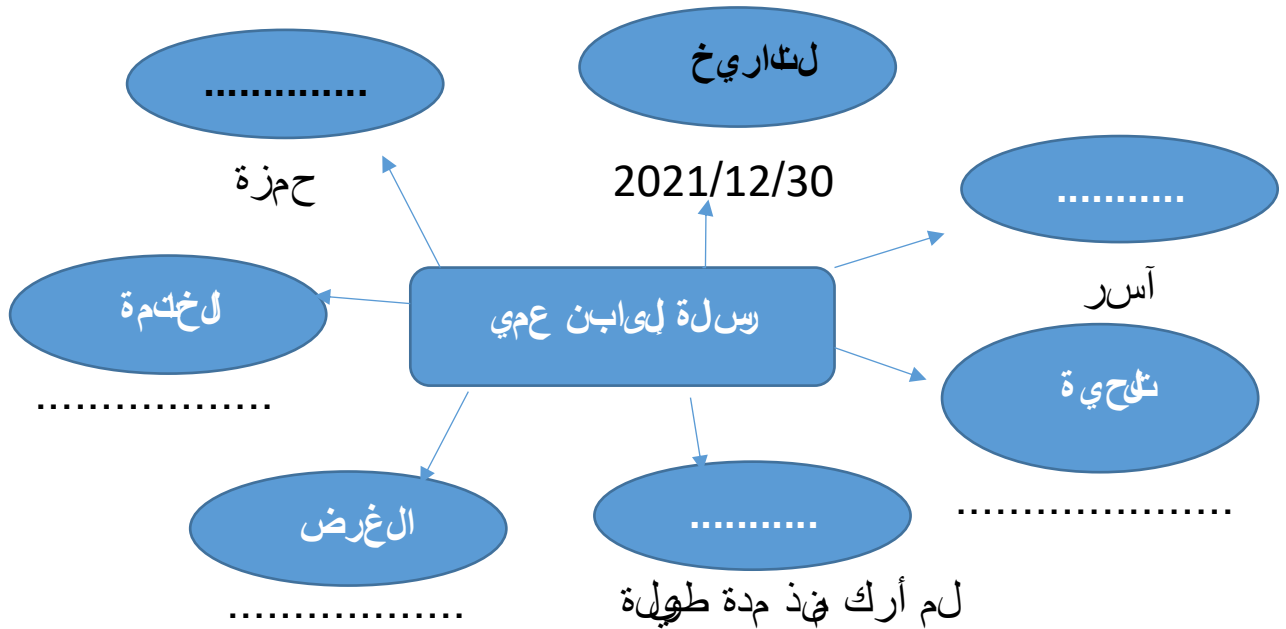 التاريخ
..............
2021/12/30
حمزة
...........
آسر
رسالة إلى ابن عمي
الخاتمة
..................
التحية
.....................
الغرض
..................
...........
لم أرك منذ مدة طويلة